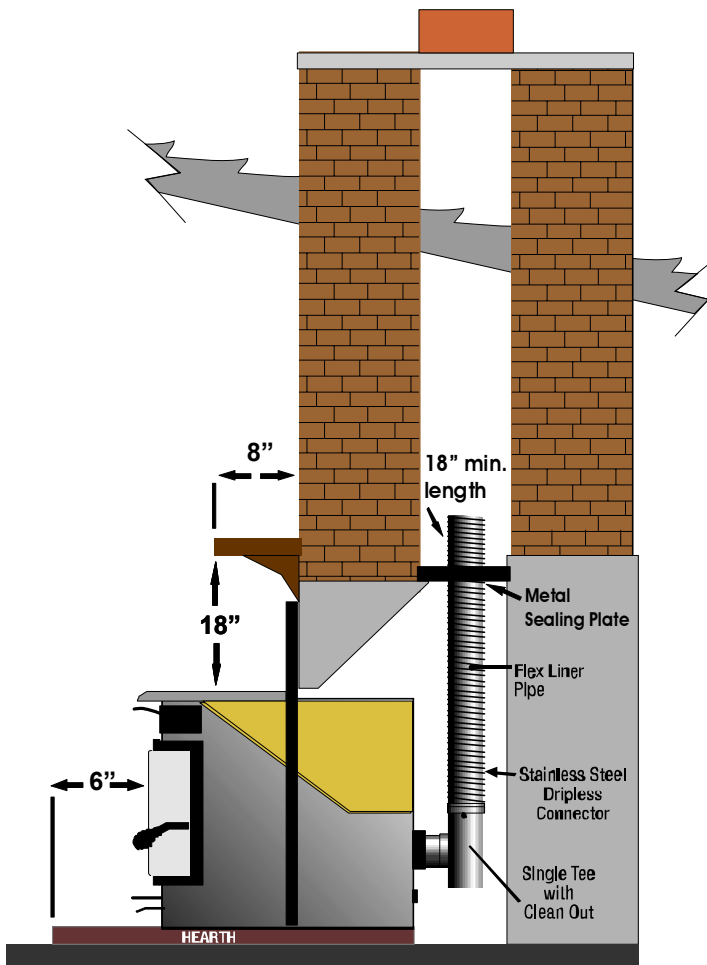 8”
18” min.
length
Metal
Sealing Plate
18”
Flex Liner
Pipe
6”
Stainless Steel
Dripless
Connector
Single Tee
with
Clean Out
HEARTH